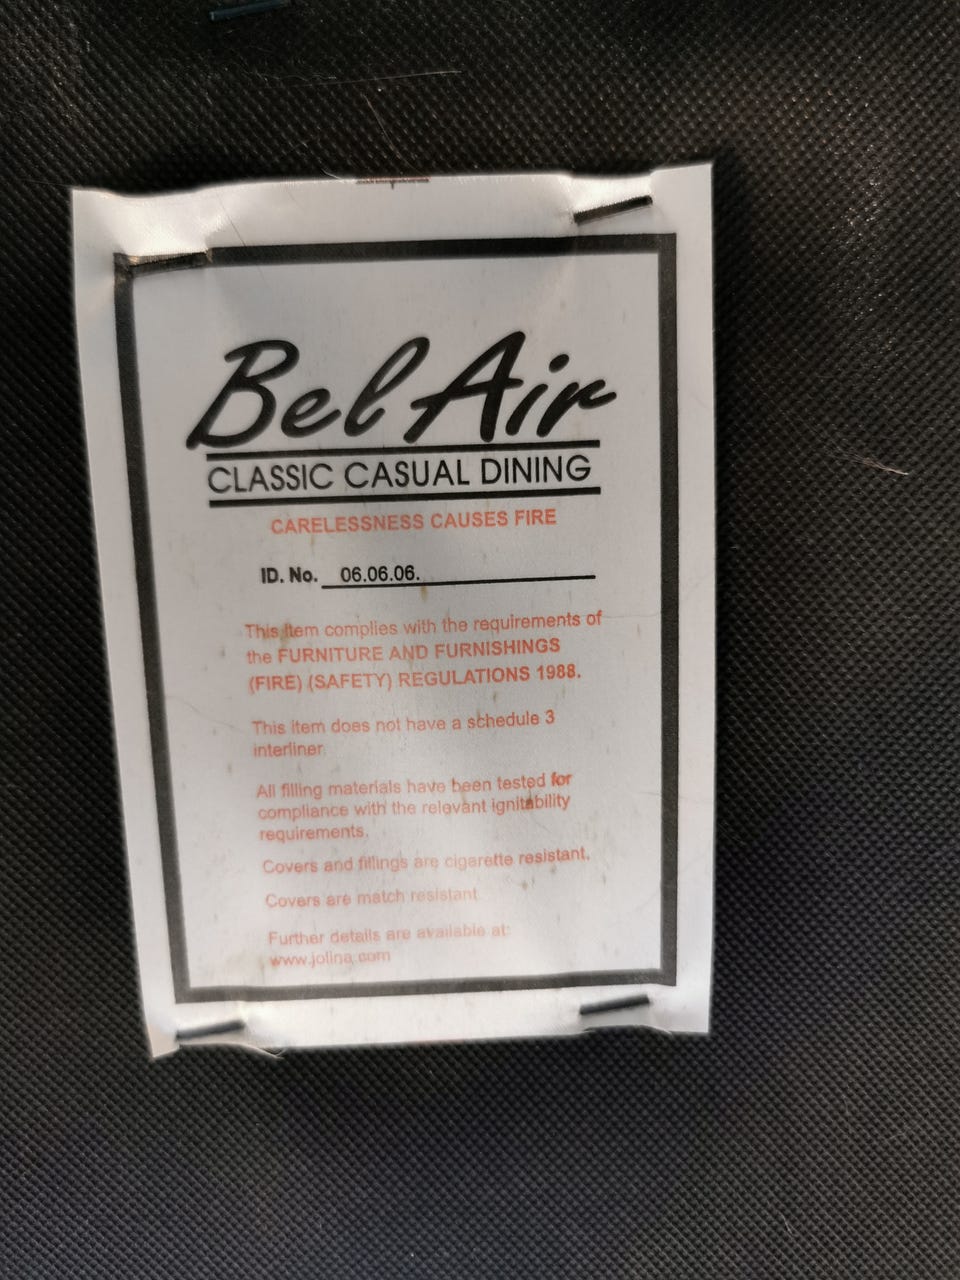 Bel Air
CLASSIC CASUAL DINING
CARELESSNESS CAUSES FIRE
ID. No. 06.06.06.
This item complies with the requirements of
the FURNITURE AND FURNISHINGS
(FIRE) (SAFETY) REGULATIONS 1988.
This item does not have a schedule 3
interliner.
All filling materials have been tested for
compliance with the relevant ignitability
requirements.
Covers and fillings are cigarette resistant.
Covers are match resistant
Further details are available at:
www.jolina.com